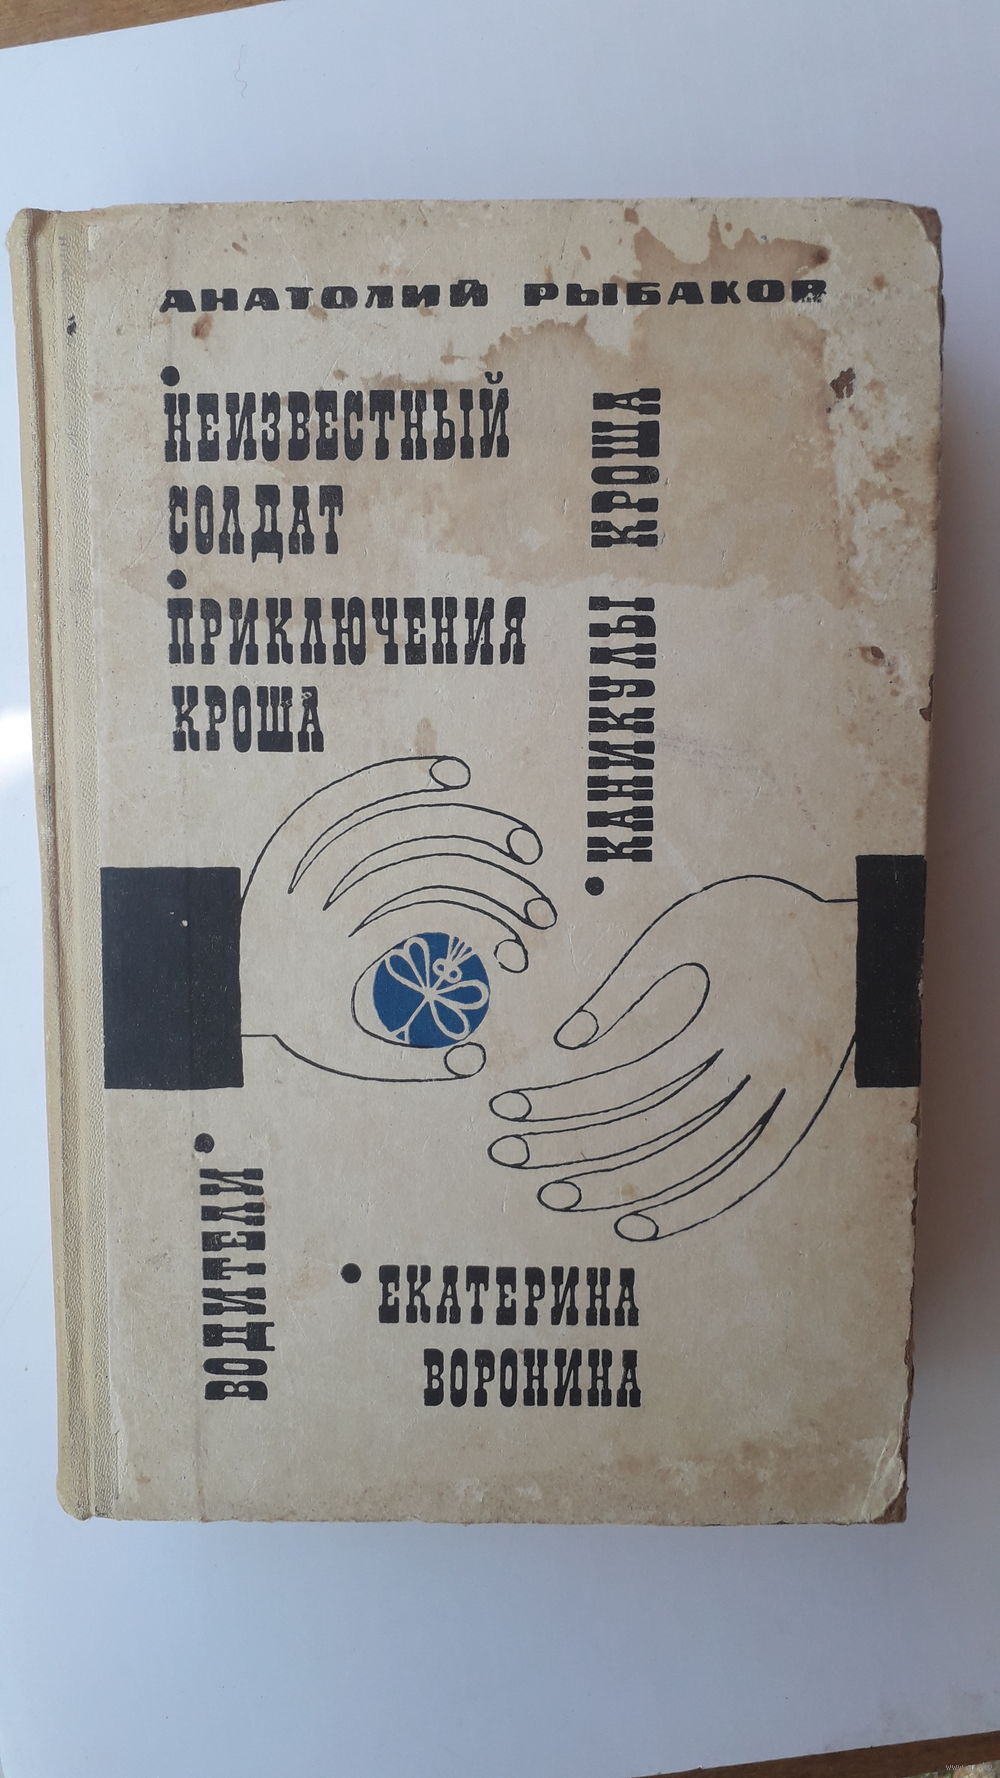 АНАТОЛИЙ РЫБАКОВ
НЕИЗВЕСТНЫЙ
СОЛДАТ
ПРИКЛЮЧЕНИЯ
КРОША
КАНИКУЛЫ КРОША
ВОДИТЕЛИ
ЕКАТЕРИНА
ВОРОНИНА